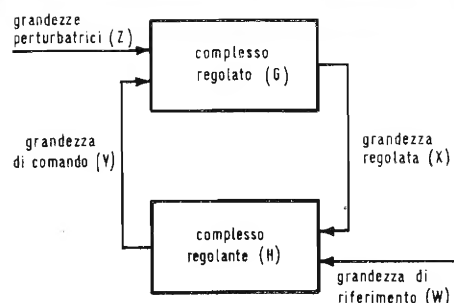 grandezze
perturbatrici (Z)
complesso
regolato (G)
grandezza
di comando (Y)
grandezza
regolata (X)
complesso
regolante (H)
grandezza di
riferimento (W)